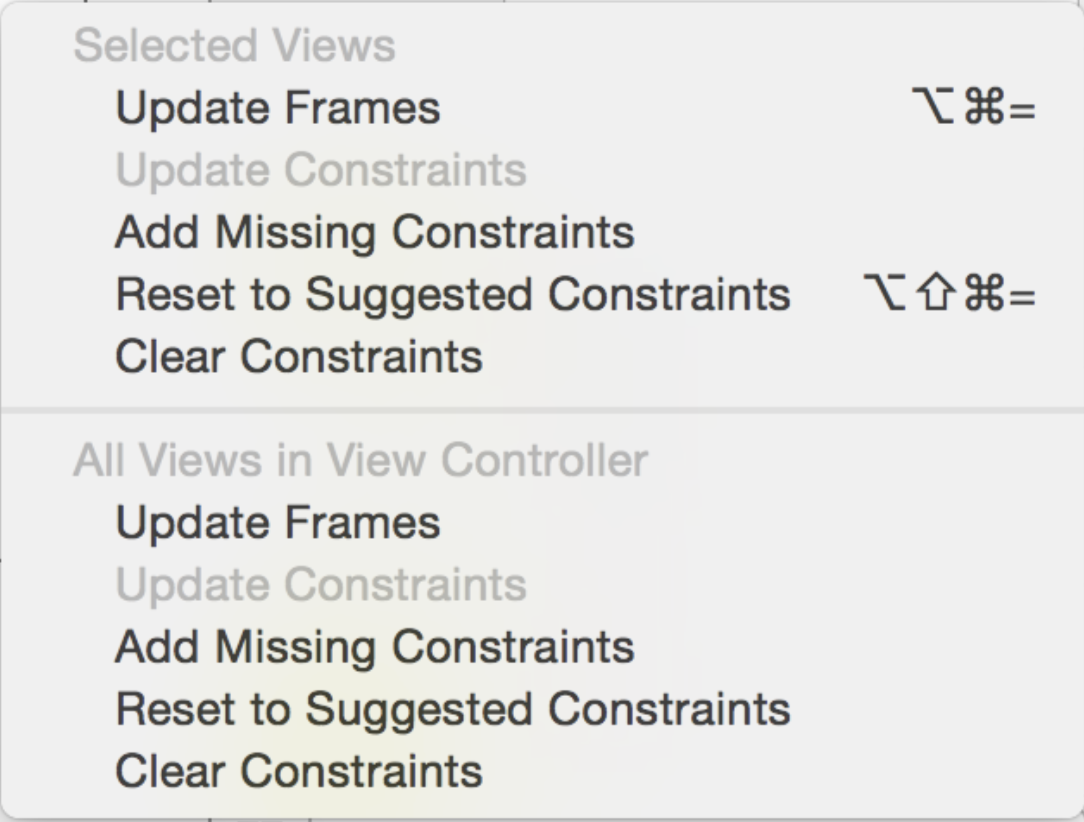 Selected Views
Update Frames ⌥⌘=
Update Constraints
Add Missing Constraints
Reset to Suggested Constraints ⌥⇧⌘=
Clear Constraints
All Views in View Controller
Update Frames
Update Constraints
Add Missing Constraints
Reset to Suggested Constraints
Clear Constraints